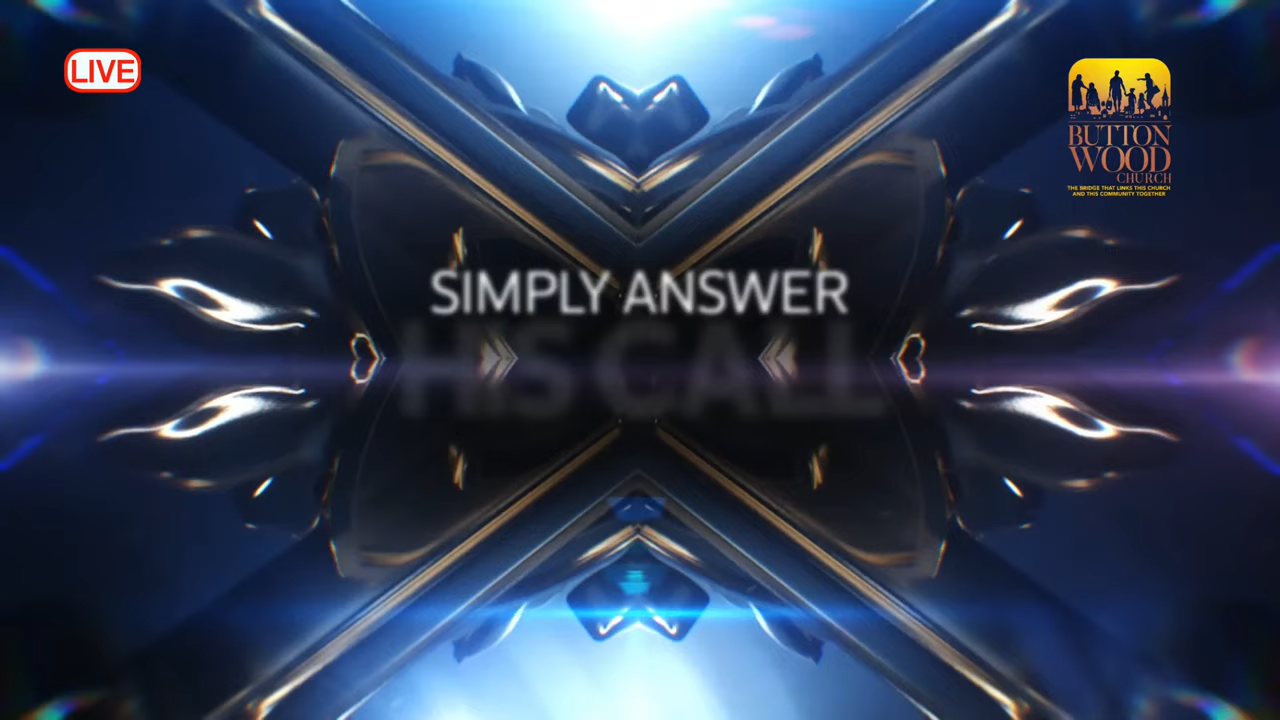 LIVE
BUTTON
WOOD
CHURCH
THE BRIDGE THAT LINKS THIS CHURCH
AND THIS COMMUNITY TOGETHER
SIMPLY ANSWER
HIS CALL